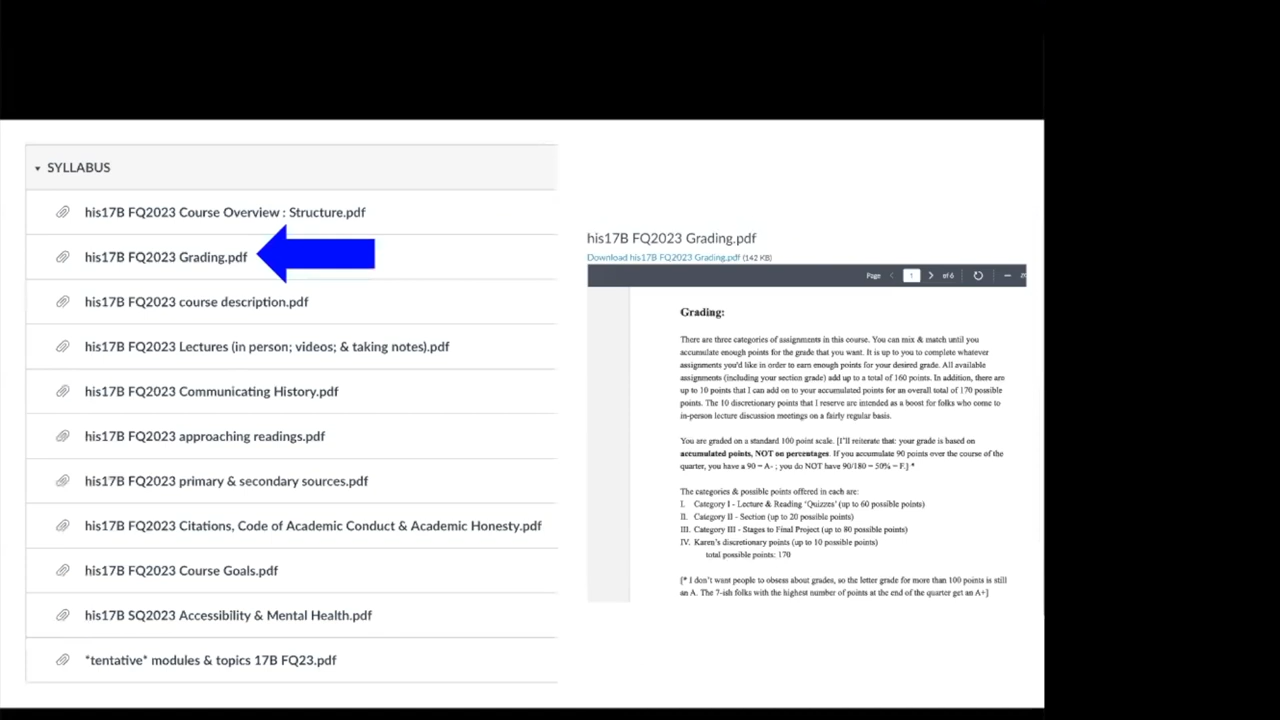 SYLLABUS
his17B FQ2023 Course Overview : Structure.pdf
his17B FQ2023 Grading.pdf
his17B FQ2023 course description.pdf
his17B FQ2023 Lectures (in person; videos; & taking notes).pdf
his17B FQ2023 Communicating History.pdf
his17B FQ2023 approaching readings.pdf
his17B FQ2023 primary & secondary sources.pdf
his17B FQ2023 Citations, Code of Academic Conduct & Academic Honesty.pdf
his17B FQ2023 Course Goals.pdf
his17B SQ2023 Accessibility & Mental Health.pdf
*tentative* modules & topics 17B FQ23.pdf
his17B FQ2023 Grading.pdf
Download his17B FQ2023 Grading.pdf (142 KB)
Page 1 of 6
Grading:
There are three categories of assignments in this course. You can mix & match until you
accumulate enough points for the grade that you want. It is up to you to complete whatever
assignments you'd like in order to earn enough points for your desired grade. All available
assignments (including your section grade) add up to a total of 160 points. In addition, there are
up to 10 points that I can add on to your accumulated points for an overall total of 170 possible
points. The 10 discretionary points that I reserve are intended as a boost for folks who come to
in-person lecture discussion meetings on a fairly regular basis.
You are graded on a standard 100 point scale. [I'll reiterate that: your grade is based on
accumulated points, NOT on percentages. If you accumulate 90 points over the course of the
quarter, you have a 90 = A- ; you do NOT have 90/180 = 50% = F.] *
The categories & possible points offered in each are:
I. Category I - Lecture & Reading 'Quizzes' (up to 60 possible points)
II. Category II - Section (up to 20 possible points)
III. Category III - Stages to Final Project (up to 80 possible points)
IV. Karen's discretionary points (up to 10 possible points)
total possible points: 170
[* I don't want people to obsess about grades, so the letter grade for more than 100 points is still
an A. The 7-ish folks with the highest number of points at the end of the quarter get an A+]